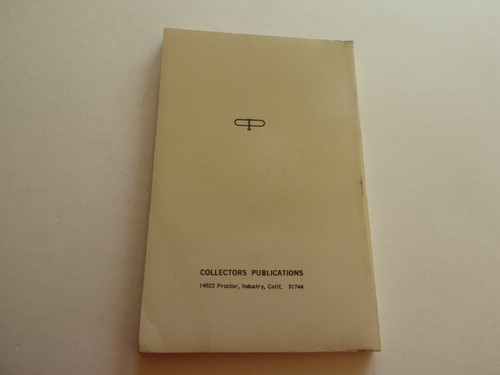 COLLECTORS PUBLICATIONS
14923 Proctor, Industry, Calif. 91744